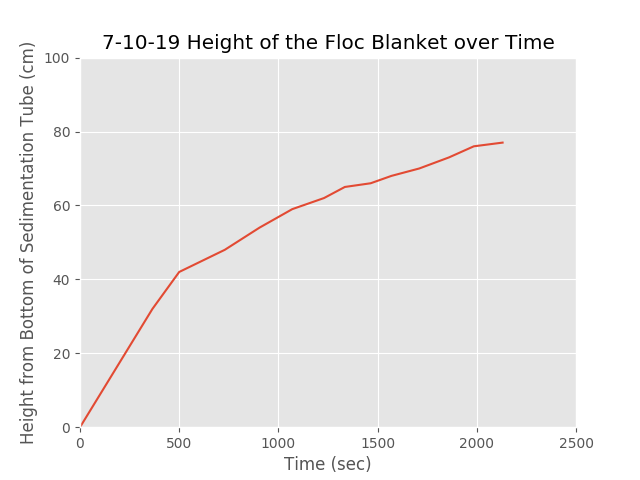 7-10-19 Height of the Floc Blanket over Time
Height from Bottom of Sedimentation Tube (cm)
100
80
60
40
20
0
0 500 1000 1500 2000 2500
Time (sec)